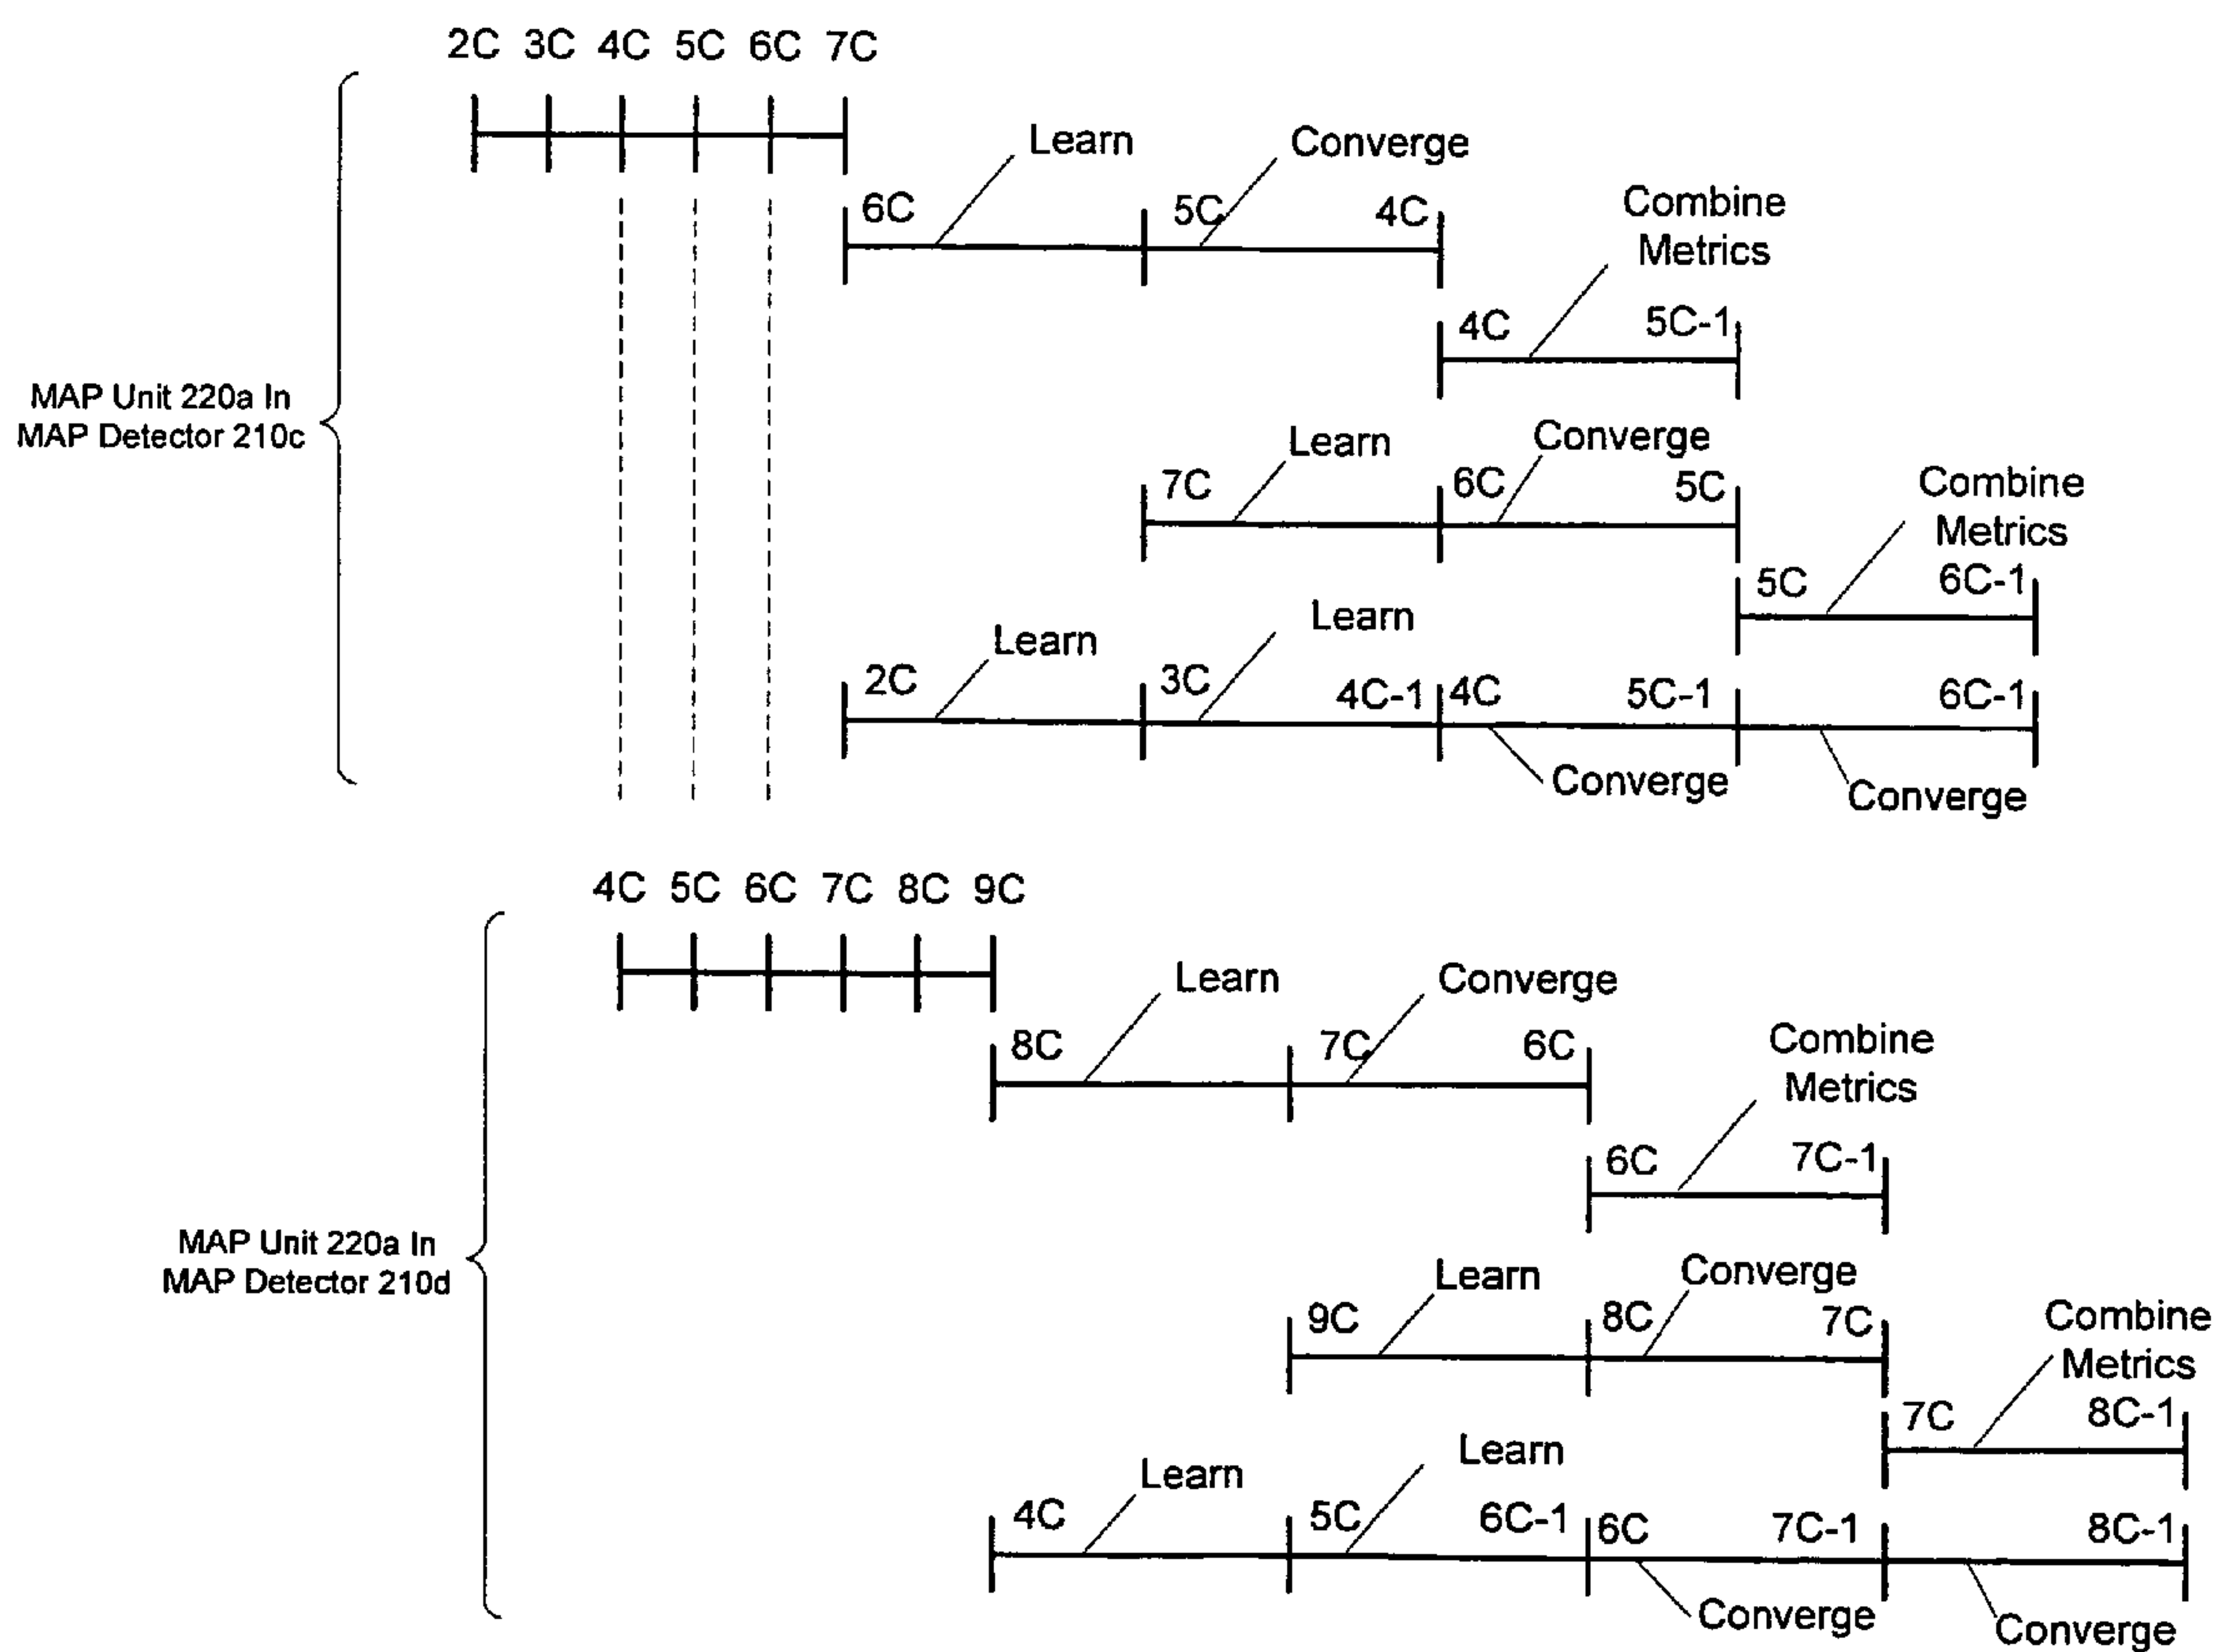 2C 3C 4C 5C 6C 7C
Learn
Converge
6C 5C 4C
Combine
Metrics
4C 5C-1
MAP Unit 220a In
MAP Detector 210c
Learn
Converge
7C 6C 5C
Combine
Metrics
5C 6C-1
Learn
Learn
2C 3C 4C-1 4C 5C-1 6C-1
Converge
Converge
4C 5C 6C 7C 8C 9C
Learn
Converge
8C 7C 6C
Combine
Metrics
6C 7C-1
MAP Unit 220a In
MAP Detector 210d
Learn
Converge
9C 8C 7C
Combine
Metrics
7C 8C-1
Learn
Learn
4C 5C 6C-1 6C 7C-1 8C-1
Converge
Converge